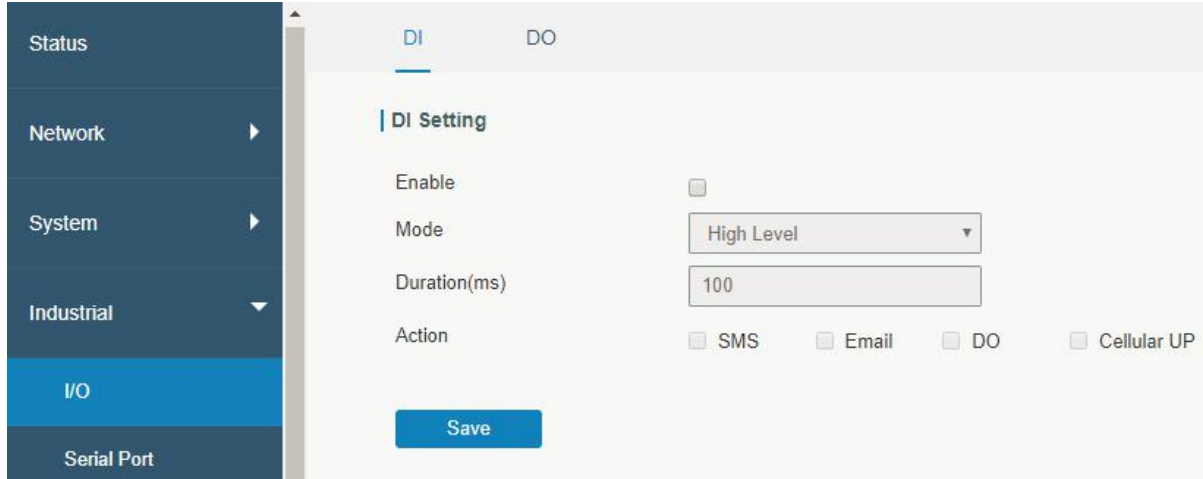 Status
Network
System
Industrial
I/O
Serial Port
DI DO
DI Setting
Enable
Mode High Level
Duration(ms) 100
Action SMS Email DO Cellular UP
Save